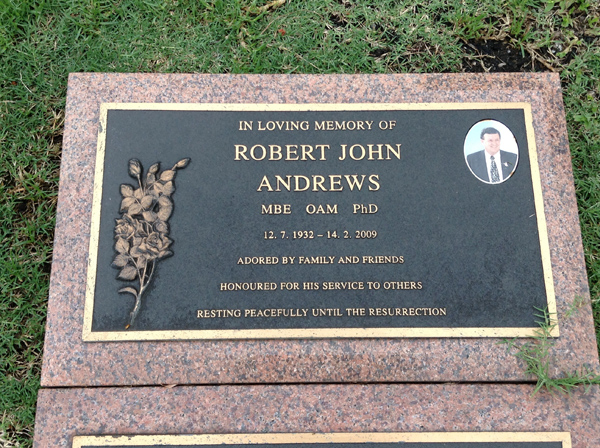 IN LOVING MEMORY OF
ROBERT JOHN
ANDREWS
MBE OAM PhD
12. 7. 1932 – 14. 2. 2009
ADORED BY FAMILY AND FRIENDS
HONOURED FOR HIS SERVICE TO OTHERS
RESTING PEACEFULLY UNTIL THE RESURRECTION